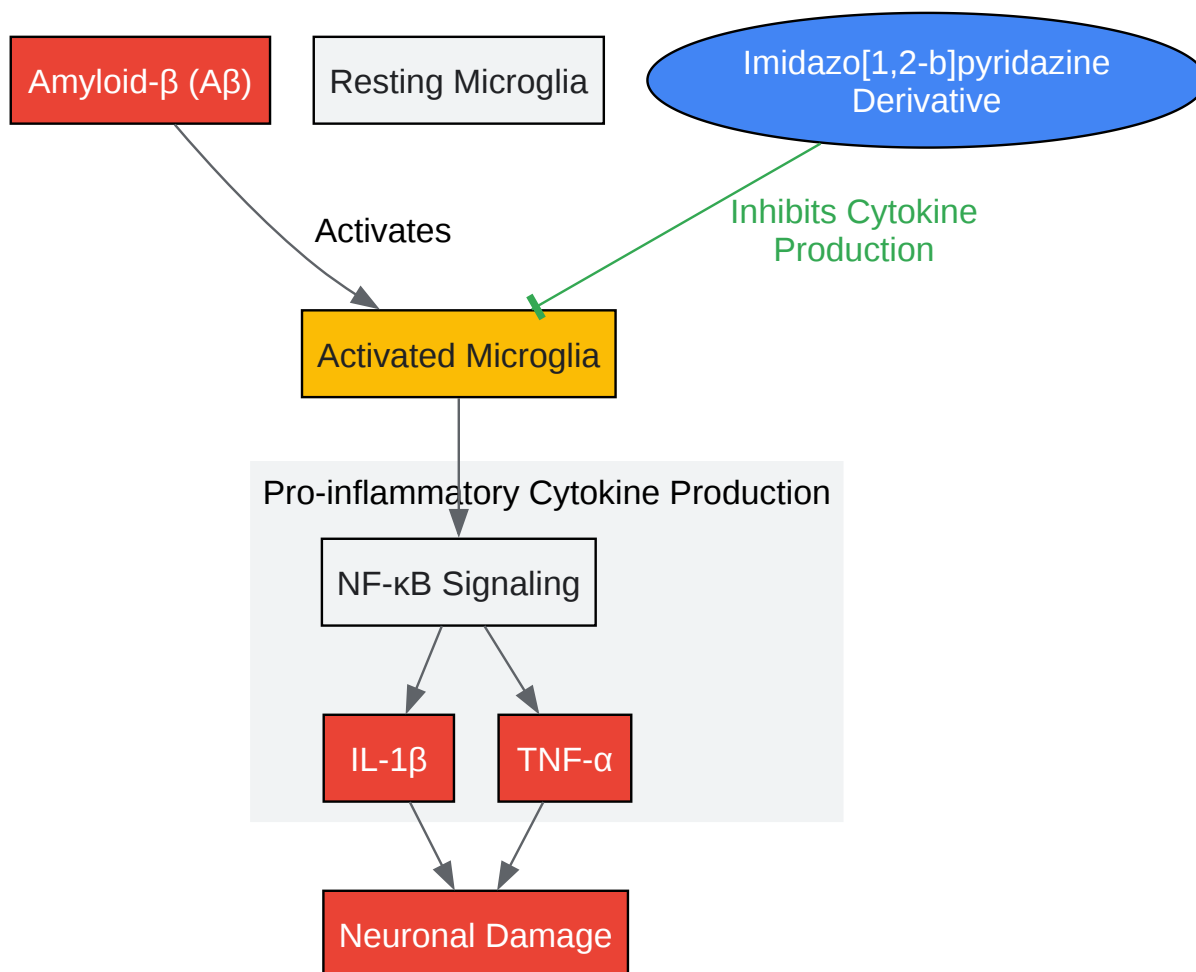 Amyloid-β (Aβ)
Resting Microglia
Imidazo[1,2-b]pyridazine
Derivative
Activates
Inhibits Cytokine
Production
Activated Microglia
Pro-inflammatory Cytokine Production
NF-κB Signaling
IL-1β
TNF-α
Neuronal Damage